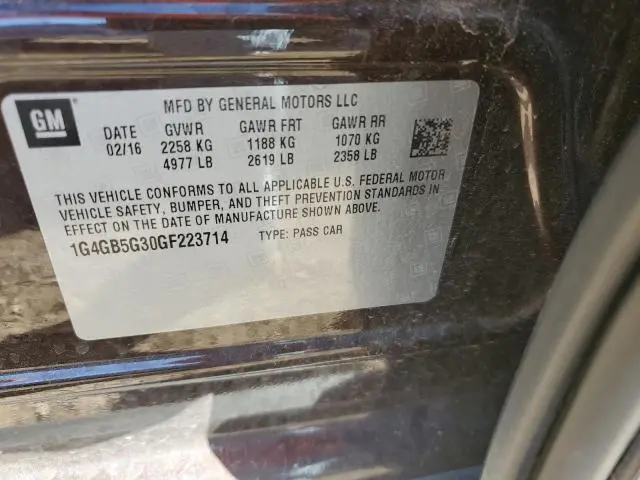 GM
MFD BY GENERAL MOTORS LLC
DATE GVWR GAWR FRT GAWR RR
02/16 2258 KG 1188 KG 1070 KG
4977 LB 2619 LB 2358 LB
THIS VEHICLE CONFORMS TO ALL APPLICABLE U.S. FEDERAL MOTOR
VEHICLE SAFETY, BUMPER, AND THEFT PREVENTION STANDARDS IN
EFFECT ON THE DATE OF MANUFACTURE SHOWN ABOVE.
1G4GB5G30GF223714 TYPE: PASS CAR